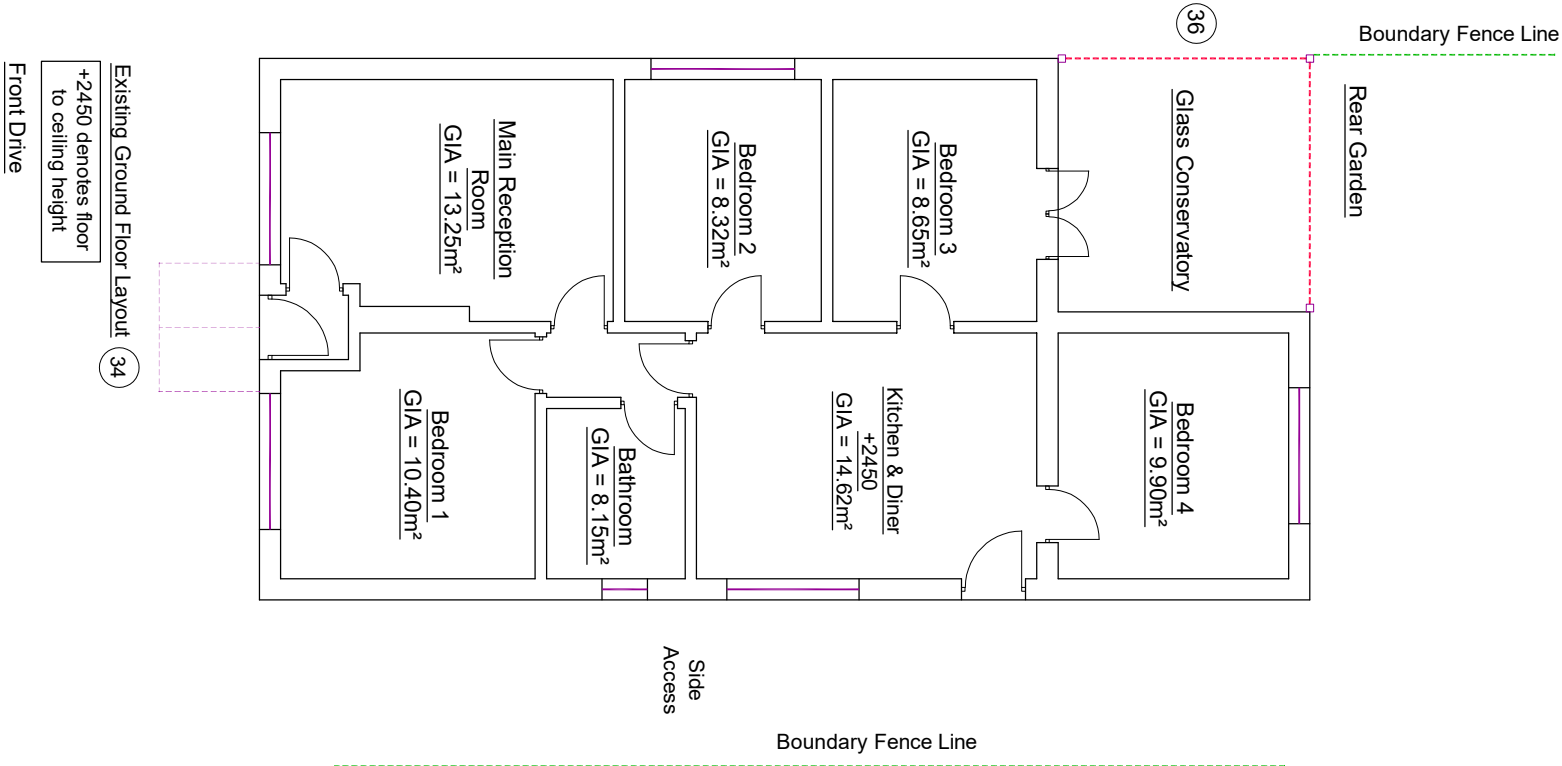 36
Boundary Fence Line
Rear Garden
Glass Conservatory
Bedroom 3
GIA = 8.65m²
Bedroom 2
GIA = 8.32m²
Main Reception
Room
GIA = 13.25m²
Existing Ground Floor Layout
34
+2450 denotes floor
to ceiling height
Front Drive
Bedroom 4
GIA = 9.90m²
Kitchen & Diner
+2450
GIA = 14.62m²
Bathroom
GIA = 8.15m²
Bedroom 1
GIA = 10.40m²
Side
Access
Boundary Fence Line